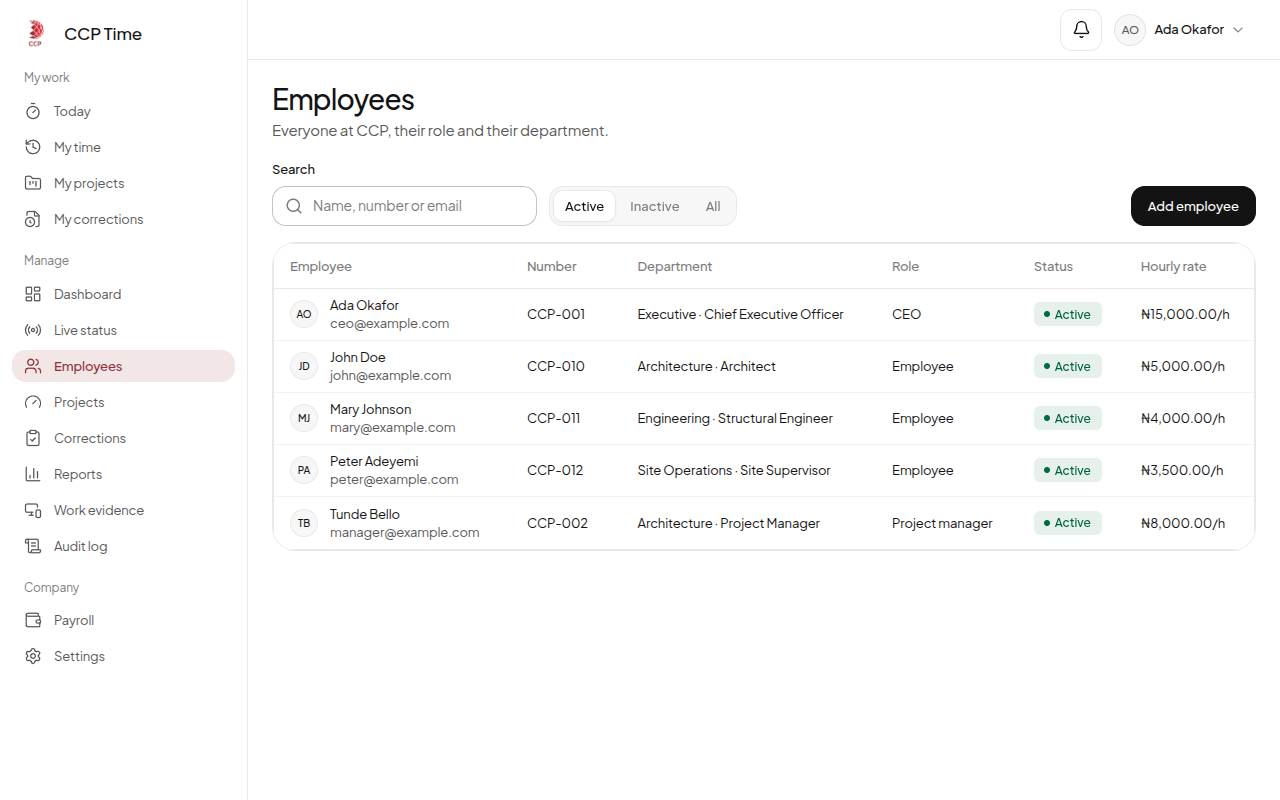 CCP
CCP Time
My work
Today
My time
My projects
My corrections
Manage
Dashboard
Live status
Employees
Projects
Corrections
Reports
Work evidence
Audit log
Company
Payroll
Settings
AO Ada Okafor
Employees
Everyone at CCP, their role and their department.
Search
Name, number or email
Active Inactive All
Add employee
Employee Number Department Role Status Hourly rate
AO Ada Okafor CCP-001 Executive · Chief Executive Officer CEO Active ₦15,000.00/h
ceo@example.com
JD John Doe CCP-010 Architecture · Architect Employee Active ₦5,000.00/h
john@example.com
MJ Mary Johnson CCP-011 Engineering · Structural Engineer Employee Active ₦4,000.00/h
mary@example.com
PA Peter Adeyemi CCP-012 Site Operations · Site Supervisor Employee Active ₦3,500.00/h
peter@example.com
TB Tunde Bello CCP-002 Architecture · Project Manager Project manager Active ₦8,000.00/h
manager@example.com